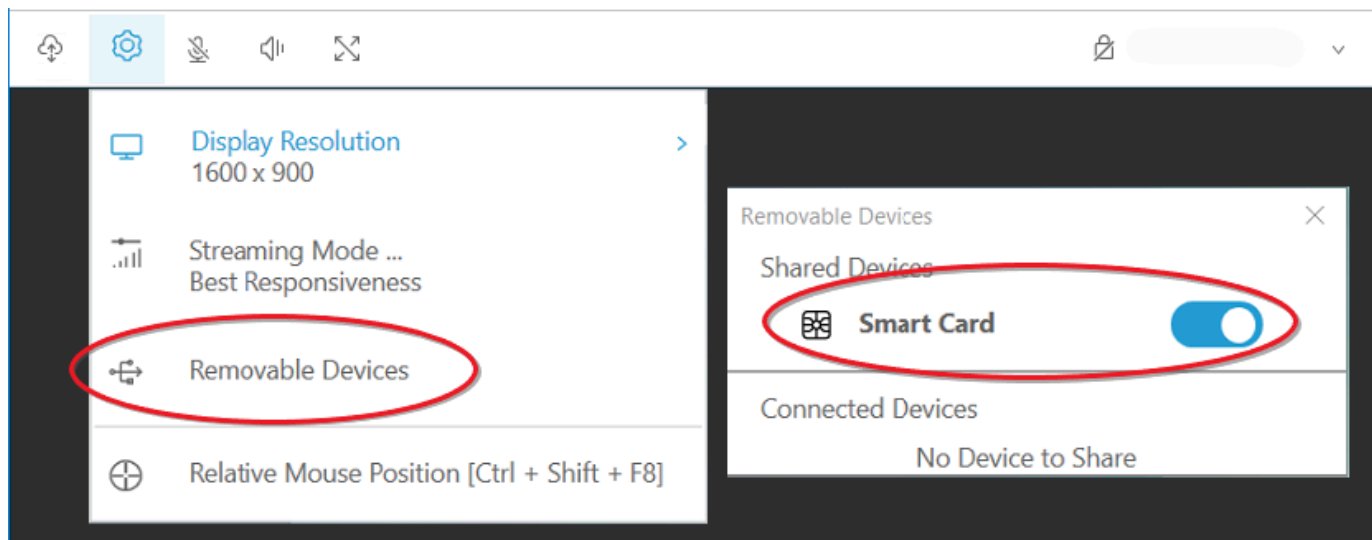 Display Resolution
1600 x 900
Streaming Mode ...
Best Responsiveness
Removable Devices
Relative Mouse Position [Ctrl + Shift + F8]
Removable Devices
Shared Devices
Smart Card
Connected Devices
No Device to Share